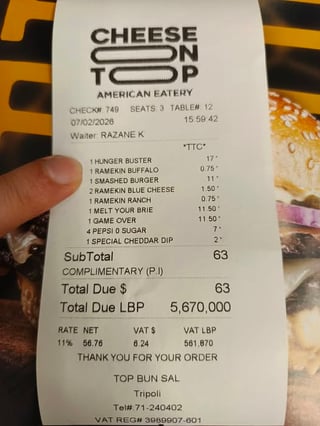 CHEESE
ON
TOP
AMERICAN EATERY
CHECK# 749 SEATS: 3 TABLE# 12
07/02/2026 15:59:42
Waiter: RAZANE K
*TTC*
1 HUNGER BUSTER 17*
1 RAMEKIN BUFFALO 0.75*
1 SMASHED BURGER 11*
2 RAMEKIN BLUE CHEESE 1.50*
1 RAMEKIN RANCH 0.75*
1 MELT YOUR BRIE 11.50*
1 GAME OVER 11.50*
4 PEPSI 0 SUGAR 7*
1 SPECIAL CHEDDAR DIP 2*
SubTotal 63
COMPLIMENTARY (P.I)
Total Due $ 63
Total Due LBP 5,670,000
RATE NET VAT $ VAT LBP
11% 56.76 6.24 561,870
THANK YOU FOR YOUR ORDER
TOP BUN SAL
Tripoli
Tel#:71-240402
VAT REG# 3969907-601